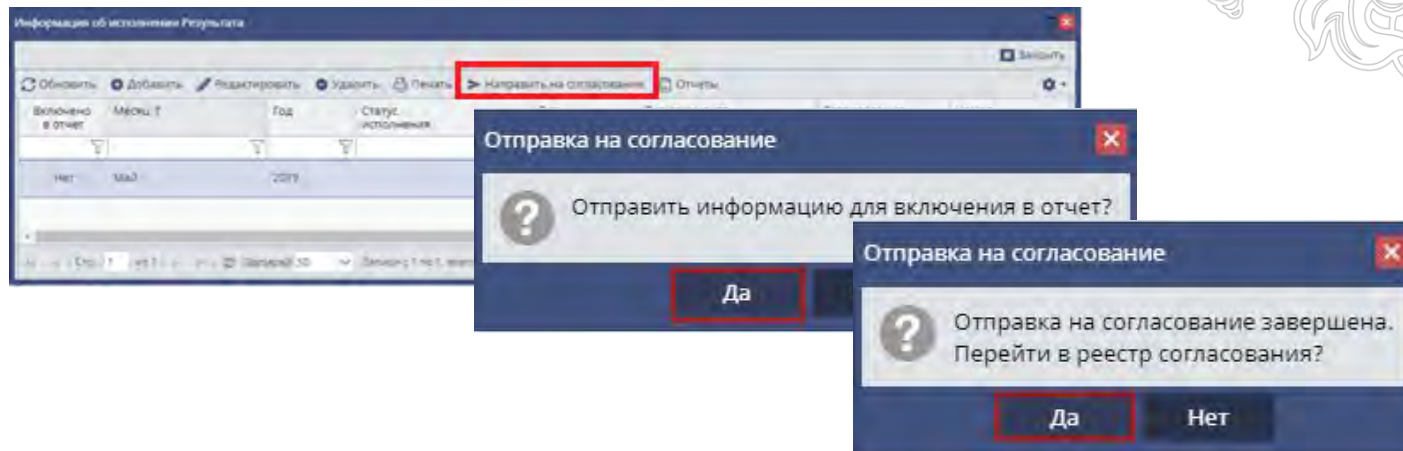 Информация об исполнении Результата
Закрыть
Обновить Добавить Редактировать Удалить Печать Направить на согласование Отчеты
Включено в отчет Месяц ↑ Год Статус исполнения
Нет Май 2019
Отправка на согласование
Отправить информацию для включения в отчет?
Да
Отправка на согласование
Отправка на согласование завершена.
Перейти в реестр согласования?
Да Нет